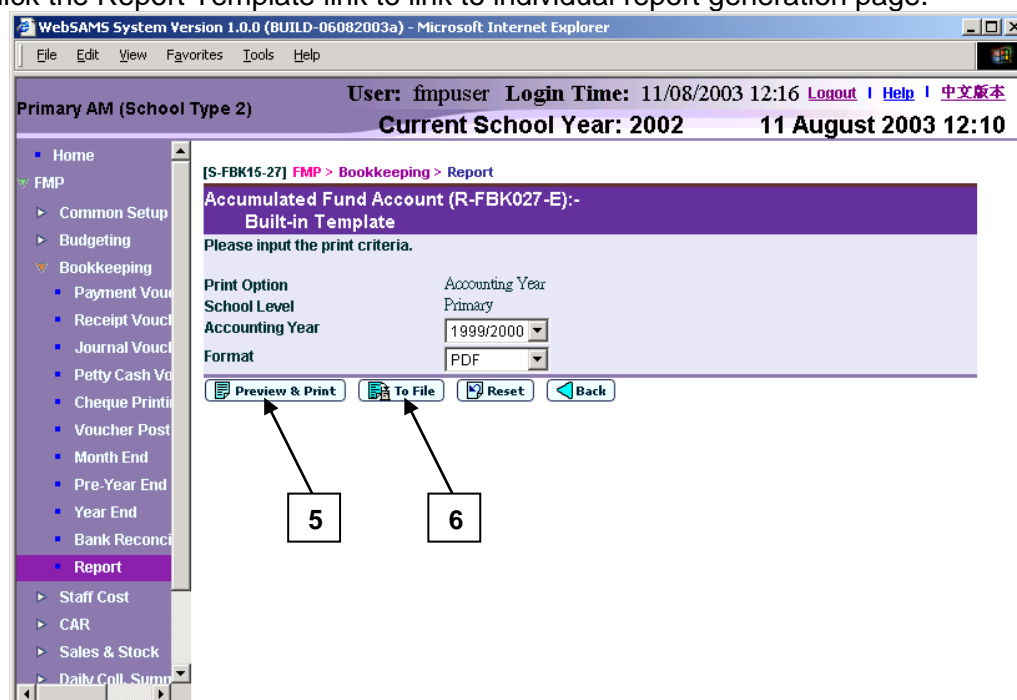 ick the Report Template link to link to individual report generation page.
WebSAMS System Version 1.0.0 (BUILD-06082003a) - Microsoft Internet Explorer
File Edit View Favorites Tools Help
Primary AM (School Type 2)
User: fmpuser Login Time: 11/08/2003 12:16 Logout | Help | 中文版本
Current School Year: 2002 11 August 2003 12:10
Home
FMP
Common Setup
Budgeting
Bookkeeping
Payment Vou
Receipt Voucl
Journal Voucl
Petty Cash Vo
Cheque Printi
Voucher Post
Month End
Pre-Year End
Year End
Bank Reconci
Report
Staff Cost
CAR
Sales & Stock
Daily Coll. Summ
[S-FBK15-27] FMP > Bookkeeping > Report
Accumulated Fund Account (R-FBK027-E):-
Built-in Template
Please input the print criteria.
Print Option Accounting Year
School Level Primary
Accounting Year 1999/2000
Format PDF
Preview & Print To File Reset Back
5 6